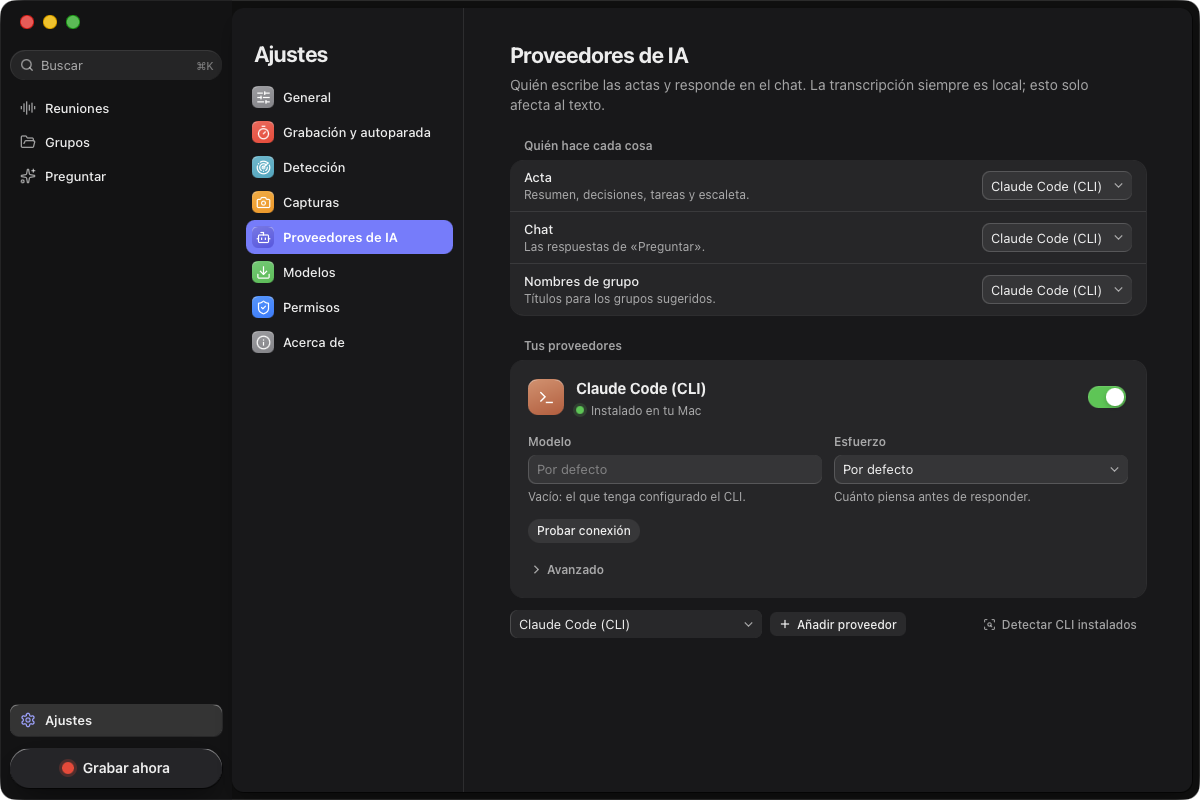 Buscar
⌘K
Reuniones
Grupos
Preguntar
Ajustes
Grabar ahora
Ajustes
General
Grabación y autoparada
Detección
Capturas
Proveedores de IA
Modelos
Permisos
Acerca de
Proveedores de IA
Quién escribe las actas y responde en el chat. La transcripción siempre es local; esto solo
afecta al texto.
Quién hace cada cosa
Acta
Resumen, decisiones, tareas y escaleta.
Claude Code (CLI)
Chat
Las respuestas de «Preguntar».
Claude Code (CLI)
Nombres de grupo
Títulos para los grupos sugeridos.
Claude Code (CLI)
Tus proveedores
Claude Code (CLI)
Instalado en tu Mac
Modelo
Por defecto
Vacío: el que tenga configurado el CLI.
Esfuerzo
Por defecto
Cuánto piensa antes de responder.
Probar conexión
Avanzado
Claude Code (CLI)
+ Añadir proveedor
Detectar CLI instalados